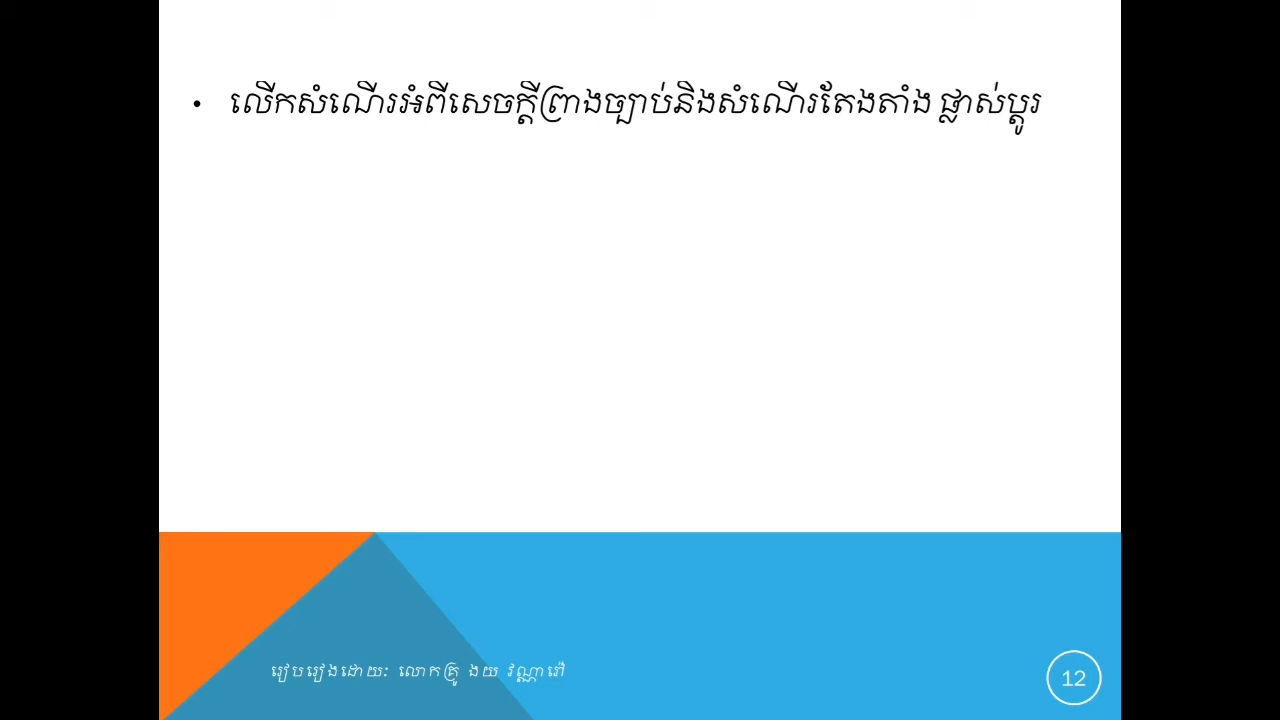 • លើកសំណើរអំពីសេចក្តីព្រាងច្បាប់និងសំណើរតែងតាំង ផ្លាស់ប្តូរ
រៀបរៀងដោយៈ លោកគ្រូ ងយ វណ្ណារ៉ៅ
12